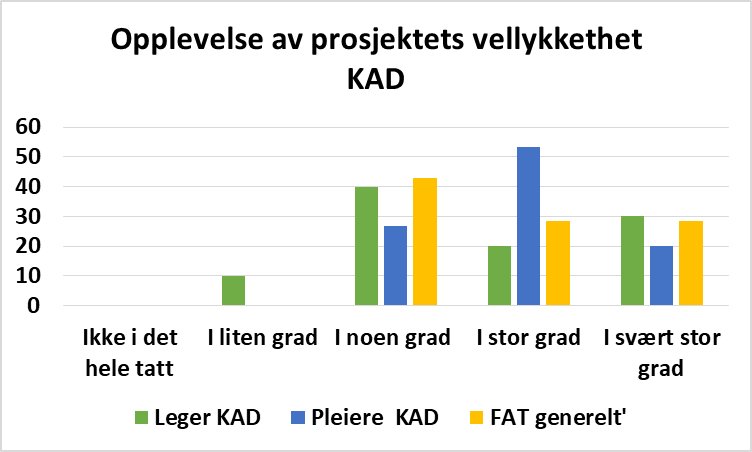 Opplevelse av prosjektets vellykkethet
KAD
60
50
40
30
20
10
0
Ikke i det
hele tatt
I liten grad
I noen grad
I stor grad
I svært stor
grad
Leger KAD
Pleiere  KAD
FAT generelt'